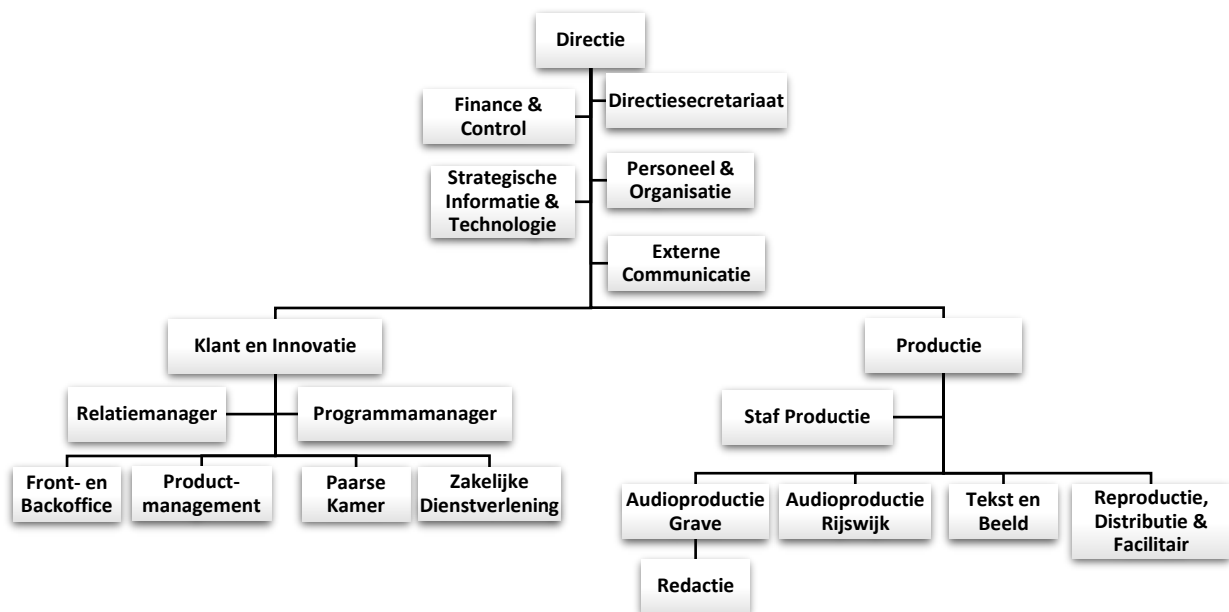 Directie
Finance &
Control
Directiesecretariaat
Strategische
Informatie &
Technologie
Personeel &
Organisatie
Externe
Communicatie
Klant en Innovatie
Productie
Relatiemanager
Programmamanager
Staf Productie
Front- en
Backoffice
Product-
management
Paarse
Kamer
Zakelijke
Dienstverlening
Audioproductie
Grave
Audioproductie
Rijswijk
Tekst en
Beeld
Reproductie,
Distributie &
Facilitair
Redactie